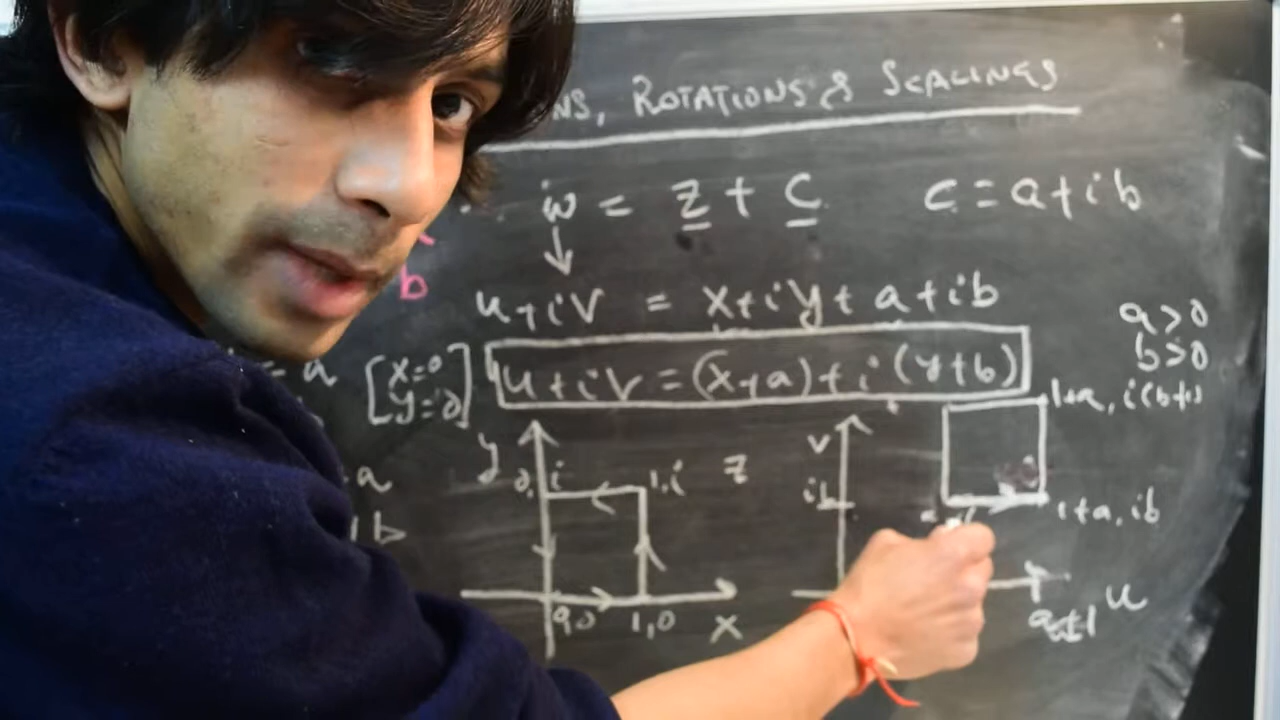 NS, ROTATIONS & SCALINGS
w = z + c c = a + ib
b
u+iv = x+iy+a+ib
a>0
b>0
= a [x=0 y=0] u+iv = (x+a)+i(y+b)
1+a, i(b+1)
y v
0,i 1,i z
a ib
1+a, ib
b
0,0 1,0 x a+1 u